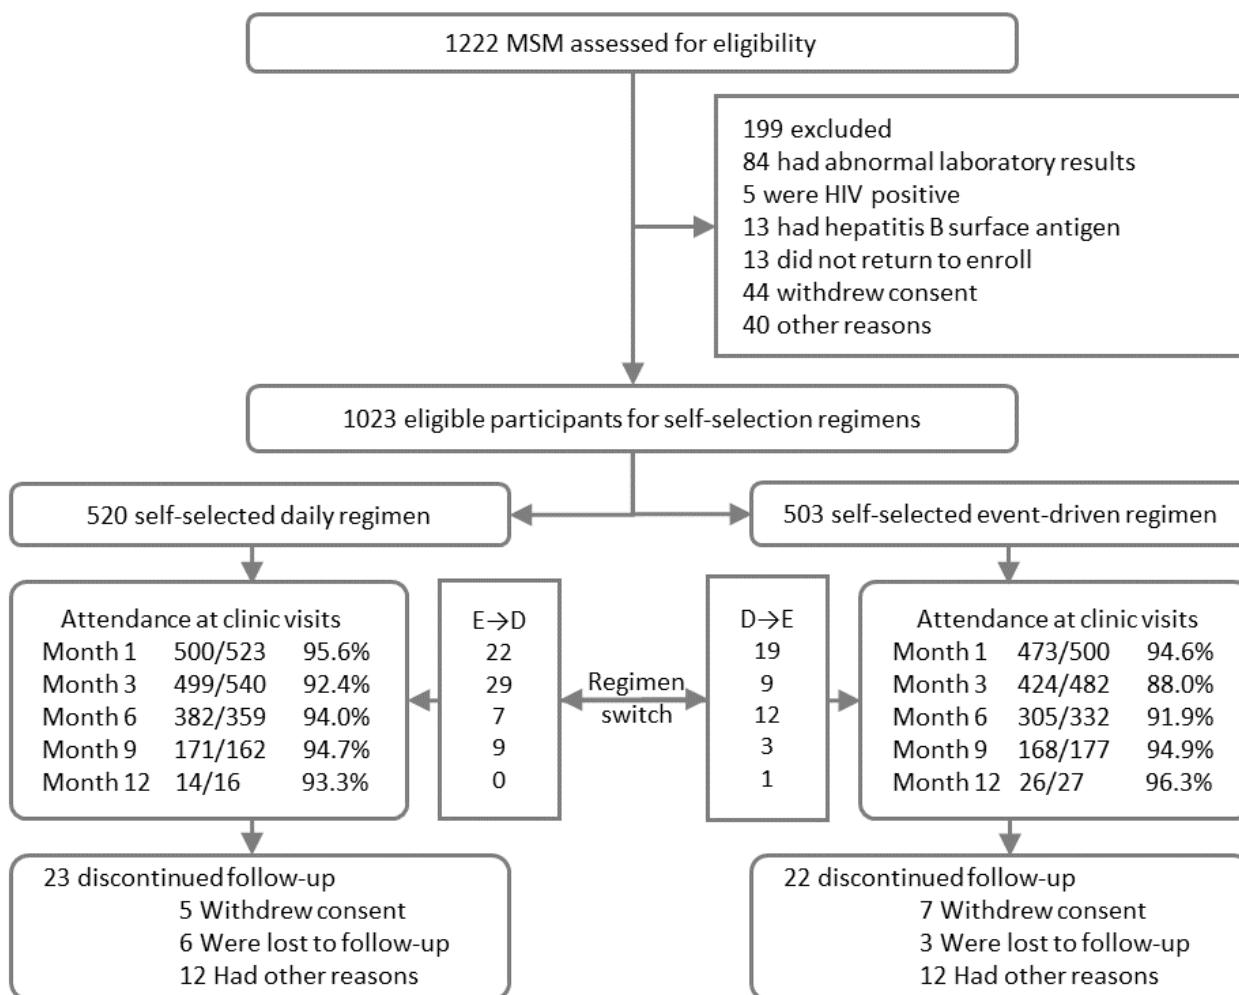 1222 MSM assessed for eligibility
199 excluded
84 had abnormal laboratory results
5 were HIV positive
13 had hepatitis B surface antigen
13 did not return to enroll
44 withdrew consent
40 other reasons
1023 eligible participants for self-selection regimens
520 self-selected daily regimen
503 self-selected event-driven regimen
Attendance at clinic visits
Month 1 500/523 95.6%
Month 3 499/540 92.4%
Month 6 382/359 94.0%
Month 9 171/162 94.7%
Month 12 14/16 93.3%
E→D
22
29
7
9
0
Regimen
switch
D→E
19
9
12
3
1
Attendance at clinic visits
Month 1 473/500 94.6%
Month 3 424/482 88.0%
Month 6 305/332 91.9%
Month 9 168/177 94.9%
Month 12 26/27 96.3%
23 discontinued follow-up
5 Withdrew consent
6 Were lost to follow-up
12 Had other reasons
22 discontinued follow-up
7 Withdrew consent
3 Were lost to follow-up
12 Had other reasons